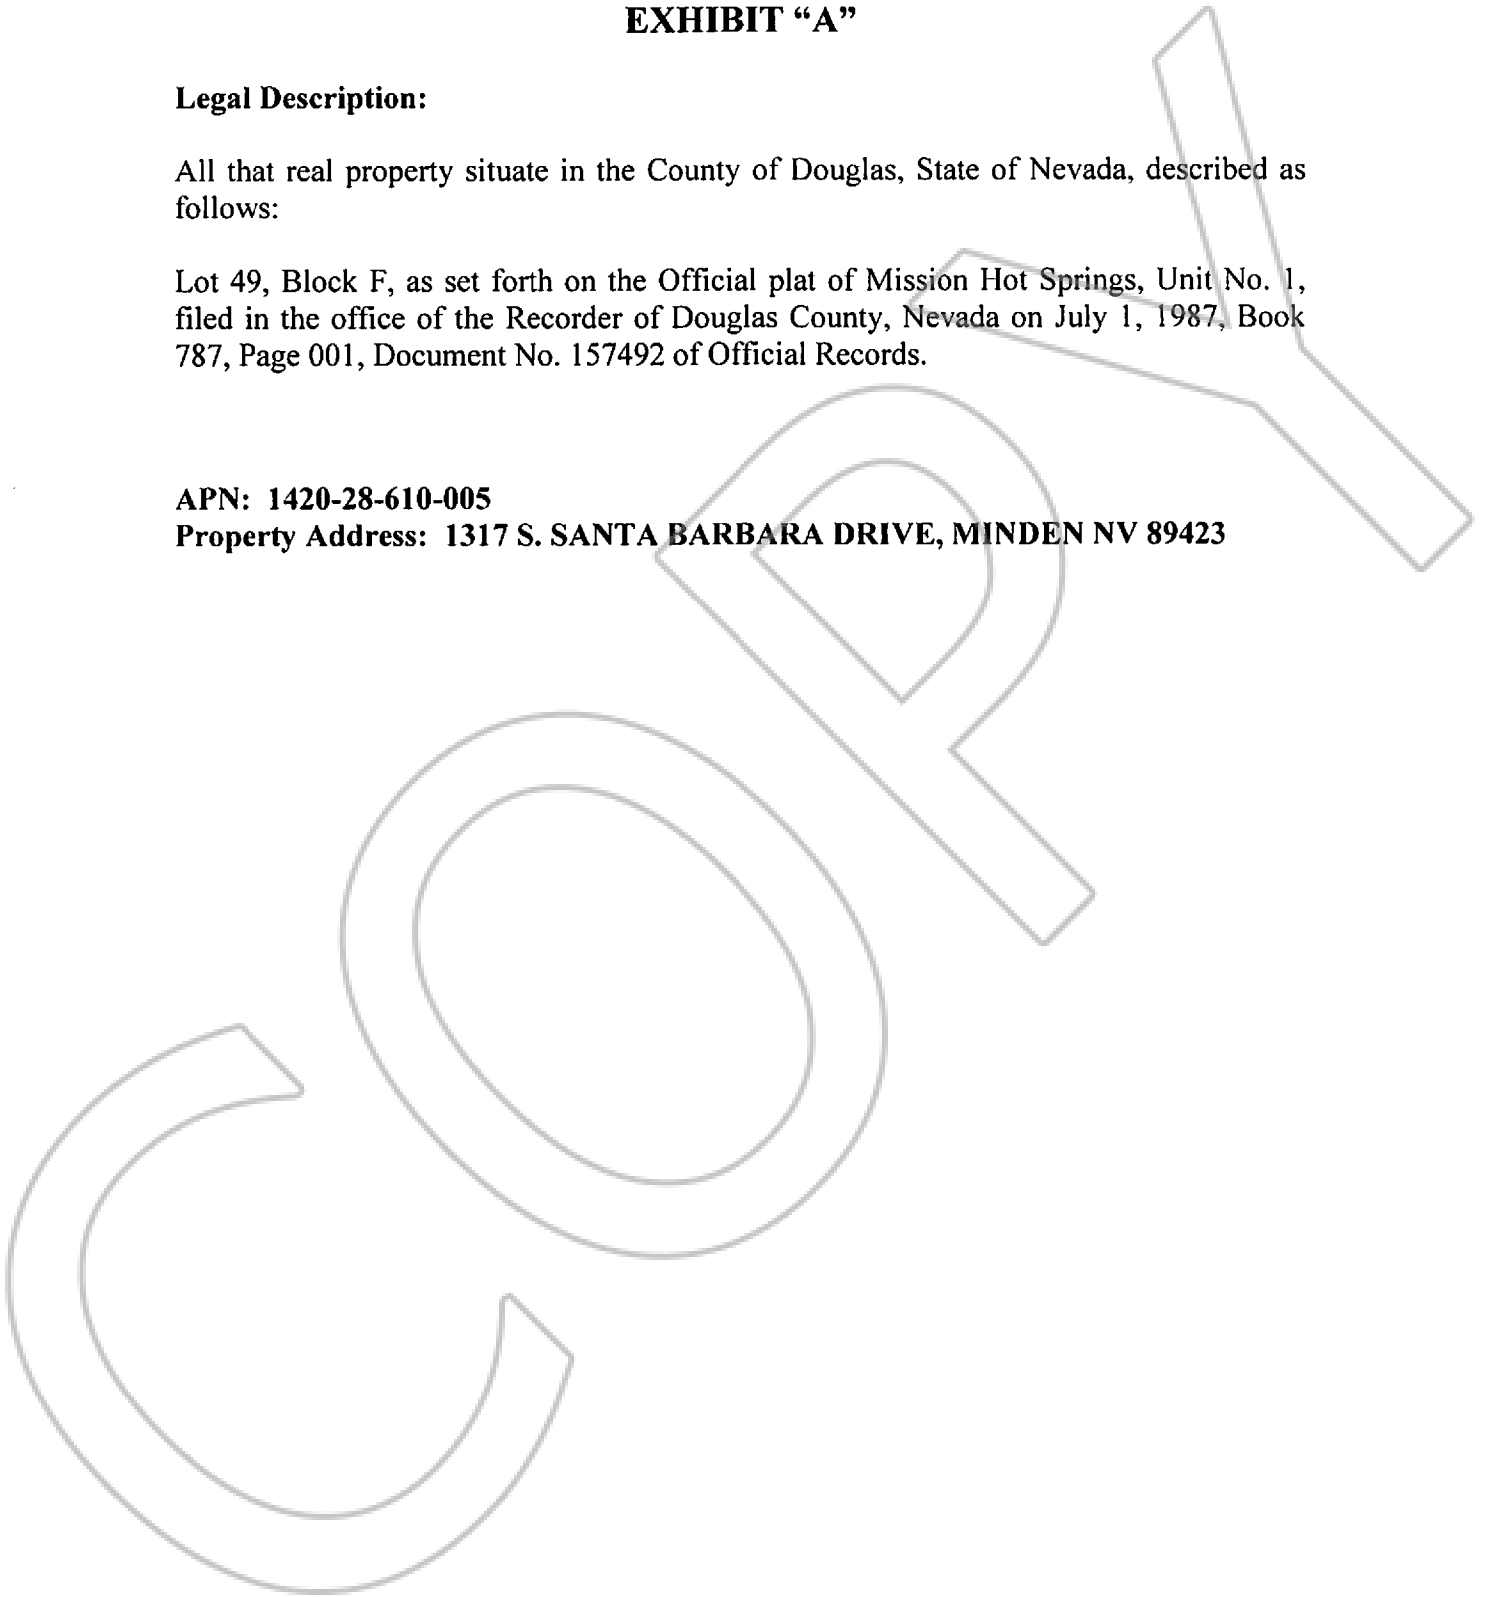 EXHIBIT “A”
Legal Description:
All that real property situate in the County of Douglas, State of Nevada, described as
follows:
Lot 49, Block F, as set forth on the Official plat of Mission Hot Springs, Unit No. 1,
filed in the office of the Recorder of Douglas County, Nevada on July 1, 1987, Book
787, Page 001, Document No. 157492 of Official Records.
APN: 1420-28-610-005
Property Address: 1317 S. SANTA BARBARA DRIVE, MINDEN NV 89423
COPY